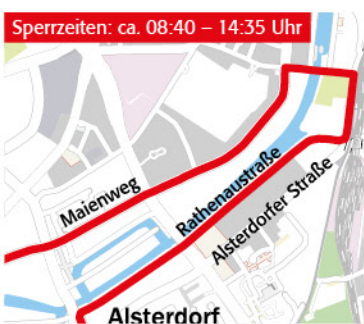 Sperrzeiten: ca. 08:40 – 14:35 Uhr
Maienweg
Rathenaustraße
Alsterdorfer Straße
Alsterdorf